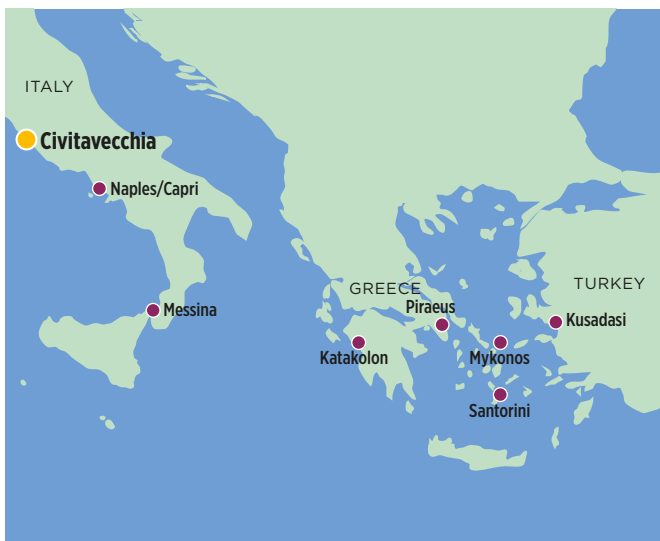 ITALY
Civitavecchia
Naples/Capri
TURKEY
GREECE
Messina
Piraeus
Kusadasi
Katakolon
Mykonos
Santorini